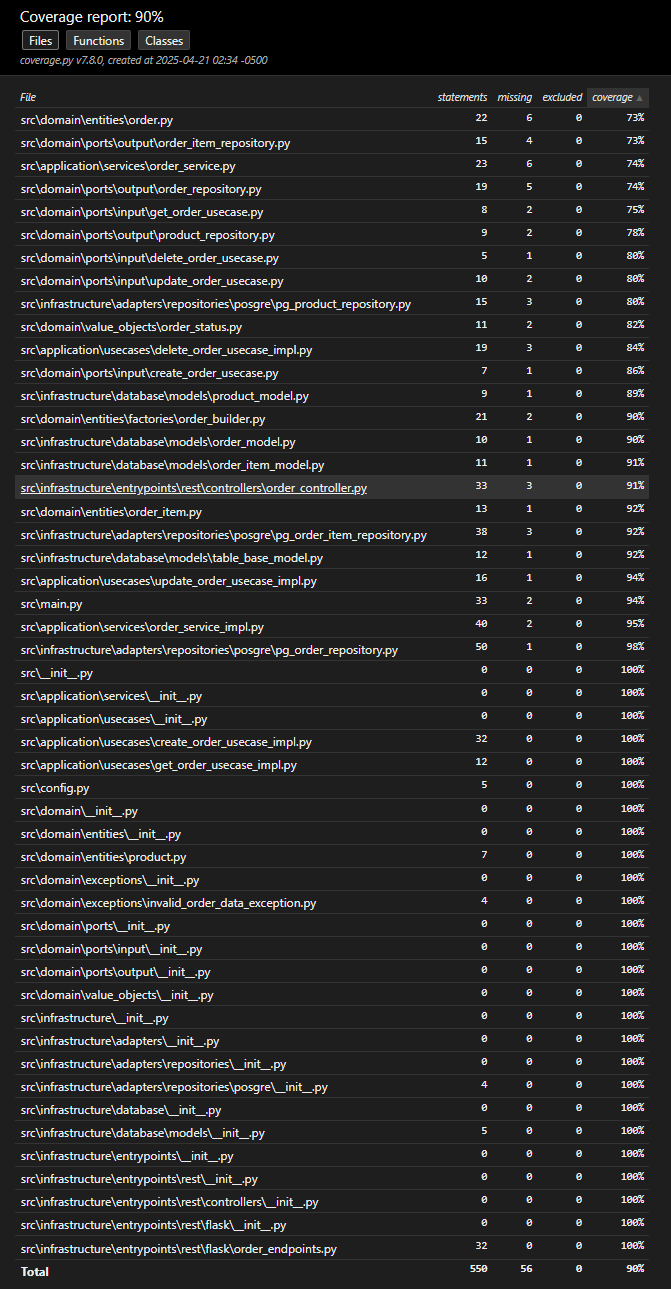 Coverage report: 90%
Files Functions Classes
coverage.py v7.8.0, created at 2025-04-21 02:34 -0500
File statements missing excluded coverage ▲
src\domain\entities\order.py 22 6 0 73%
src\domain\ports\output\order_item_repository.py 15 4 0 73%
src\application\services\order_service.py 23 6 0 74%
src\domain\ports\output\order_repository.py 19 5 0 74%
src\domain\ports\input\get_order_usecase.py 8 2 0 75%
src\domain\ports\output\product_repository.py 9 2 0 78%
src\domain\ports\input\delete_order_usecase.py 5 1 0 80%
src\domain\ports\input\update_order_usecase.py 10 2 0 80%
src\infrastructure\adapters\repositories\posgre\pg_product_repository.py 15 3 0 80%
src\domain\value_objects\order_status.py 11 2 0 82%
src\application\usecases\delete_order_usecase_impl.py 19 3 0 84%
src\domain\ports\input\create_order_usecase.py 7 1 0 86%
src\infrastructure\database\models\product_model.py 9 1 0 89%
src\domain\entities\factories\order_builder.py 21 2 0 90%
src\infrastructure\database\models\order_model.py 10 1 0 90%
src\infrastructure\database\models\order_item_model.py 11 1 0 91%
src\infrastructure\entrypoints\rest\controllers\order_controller.py 33 3 0 91%
src\domain\entities\order_item.py 13 1 0 92%
src\infrastructure\adapters\repositories\posgre\pg_order_item_repository.py 38 3 0 92%
src\infrastructure\database\models\table_base_model.py 12 1 0 92%
src\application\usecases\update_order_usecase_impl.py 16 1 0 94%
src\main.py 33 2 0 94%
src\application\services\order_service_impl.py 40 2 0 95%
src\infrastructure\adapters\repositories\posgre\pg_order_repository.py 50 1 0 98%
src\__init__.py 0 0 0 100%
src\application\services\__init__.py 0 0 0 100%
src\application\usecases\__init__.py 0 0 0 100%
src\application\usecases\create_order_usecase_impl.py 32 0 0 100%
src\application\usecases\get_order_usecase_impl.py 12 0 0 100%
src\config.py 5 0 0 100%
src\domain\__init__.py 0 0 0 100%
src\domain\entities\__init__.py 0 0 0 100%
src\domain\entities\product.py 7 0 0 100%
src\domain\exceptions\__init__.py 0 0 0 100%
src\domain\exceptions\invalid_order_data_exception.py 4 0 0 100%
src\domain\ports\__init__.py 0 0 0 100%
src\domain\ports\input\__init__.py 0 0 0 100%
src\domain\ports\output\__init__.py 0 0 0 100%
src\domain\value_objects\__init__.py 0 0 0 100%
src\infrastructure\__init__.py 0 0 0 100%
src\infrastructure\adapters\__init__.py 0 0 0 100%
src\infrastructure\adapters\repositories\__init__.py 0 0 0 100%
src\infrastructure\adapters\repositories\posgre\__init__.py 4 0 0 100%
src\infrastructure\database\__init__.py 0 0 0 100%
src\infrastructure\database\models\__init__.py 5 0 0 100%
src\infrastructure\entrypoints\__init__.py 0 0 0 100%
src\infrastructure\entrypoints\rest\__init__.py 0 0 0 100%
src\infrastructure\entrypoints\rest\controllers\__init__.py 0 0 0 100%
src\infrastructure\entrypoints\rest\flask\__init__.py 0 0 0 100%
src\infrastructure\entrypoints\rest\flask\order_endpoints.py 32 0 0 100%
Total 550 56 0 90%